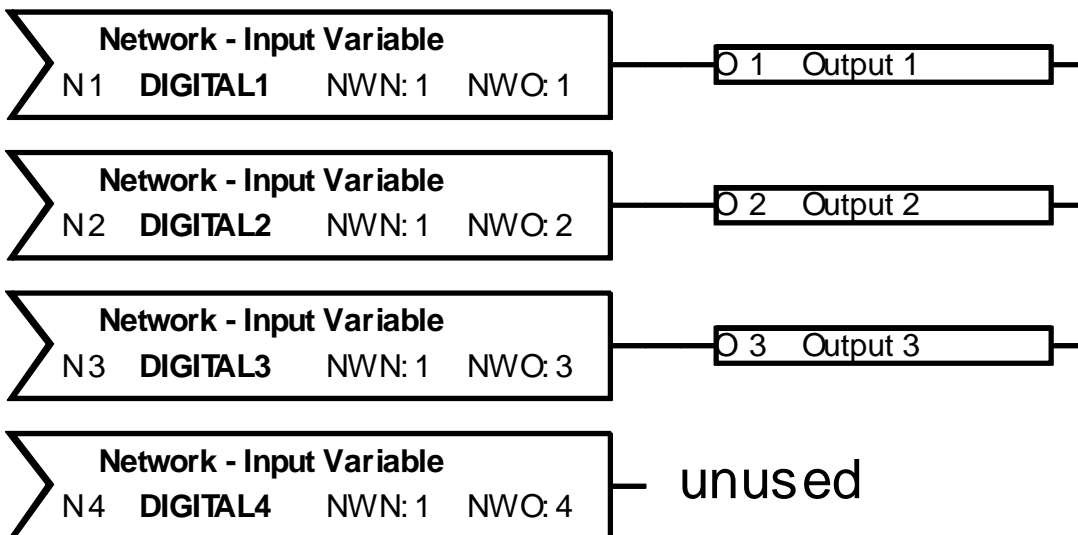 Network - Input Variable
N1 DIGITAL1 NWN: 1 NWO: 1
O 1 Output 1
Network - Input Variable
N2 DIGITAL2 NWN: 1 NWO: 2
O 2 Output 2
Network - Input Variable
N3 DIGITAL3 NWN: 1 NWO: 3
O 3 Output 3
Network - Input Variable
N4 DIGITAL4 NWN: 1 NWO: 4
unused